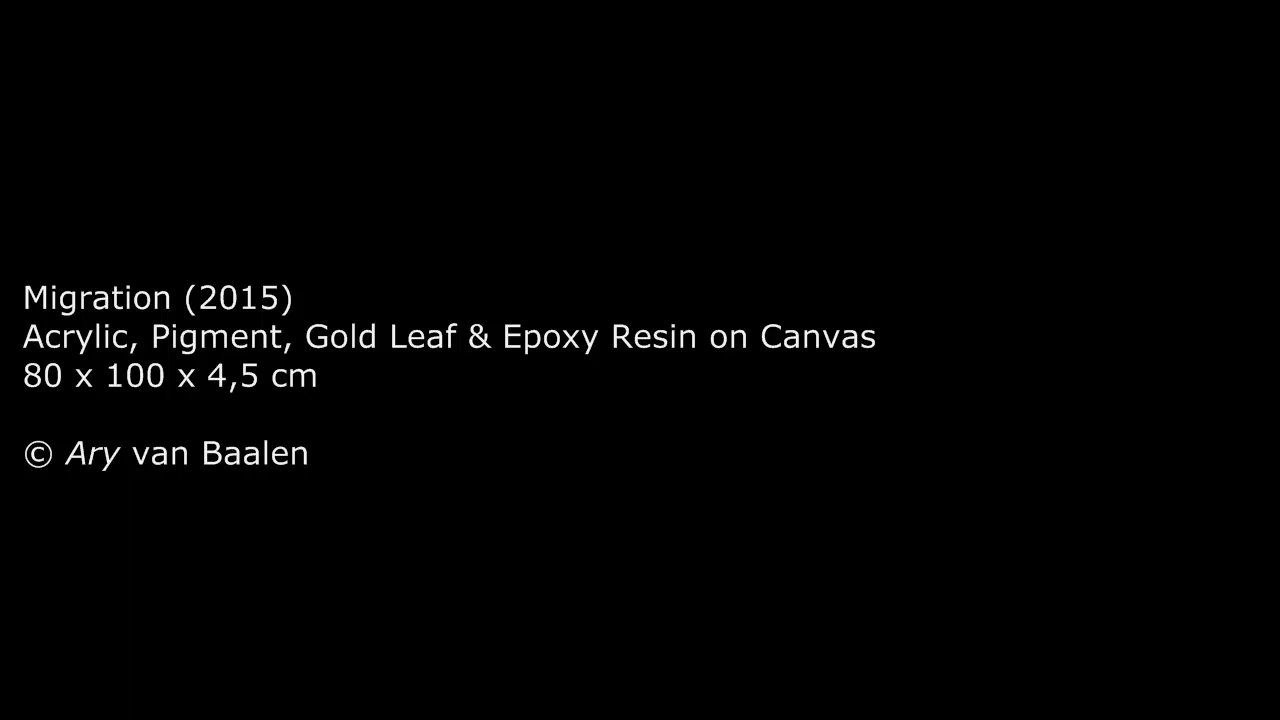 Migration (2015)
Acrylic, Pigment, Gold Leaf & Epoxy Resin on Canvas
80 x 100 x 4,5 cm
© Ary van Baalen